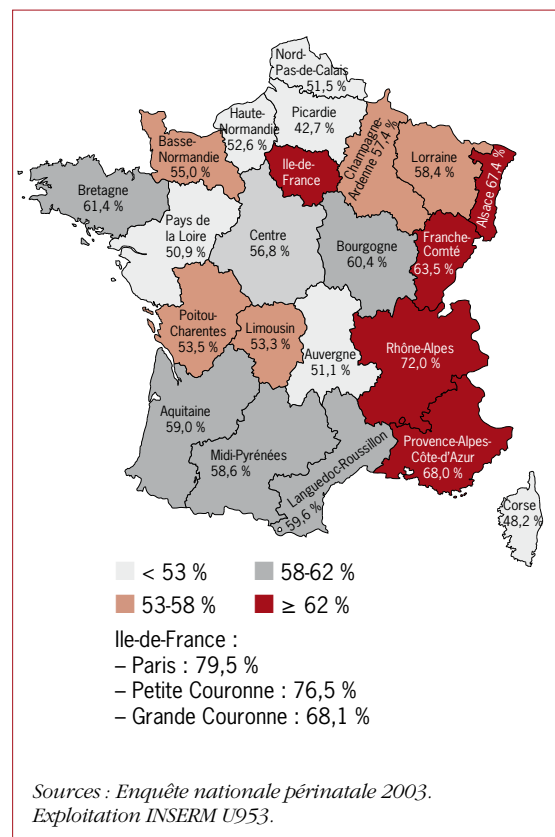 Nord-
Pas-de-Calais
51,5 %
Haute-
Normandie
52,6 %
Picardie
42,7 %
Basse-
Normandie
55,0 %
Ile-de-
France
Champagne-
Ardenne 57,4 %
Lorraine
58,4 %
Alsace 67,4 %
Bretagne
61,4 %
Pays de
la Loire
50,9 %
Centre
56,8 %
Bourgogne
60,4 %
Franche-
Comté
63,5 %
Poitou-
Charentes
53,5 %
Limousin
53,3 %
Auvergne
51,1 %
Rhône-Alpes
72,0 %
Aquitaine
59,0 %
Midi-Pyrénées
58,6 %
Languedoc-Roussillon
59,6 %
Provence-Alpes-
Côte-d'Azur
68,0 %
Corse
48,2 %
< 53 %
58-62 %
53-58 %
≥ 62 %
Ile-de-France :
– Paris : 79,5 %
– Petite Couronne : 76,5 %
– Grande Couronne : 68,1 %
Sources : Enquête nationale périnatale 2003.
Exploitation INSERM U953.